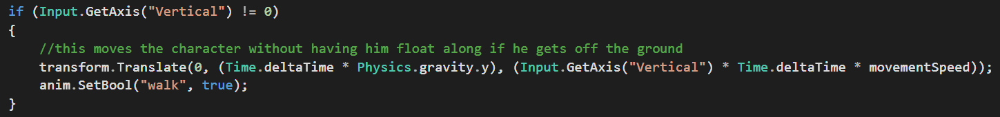 if (Input.GetAxis("Vertical") != 0)
{
    //this moves the character without having him float along if he gets off the ground
    transform.Translate(0, (Time.deltaTime * Physics.gravity.y), (Input.GetAxis("Vertical") * Time.deltaTime * movementSpeed));
    anim.SetBool("walk", true);
}